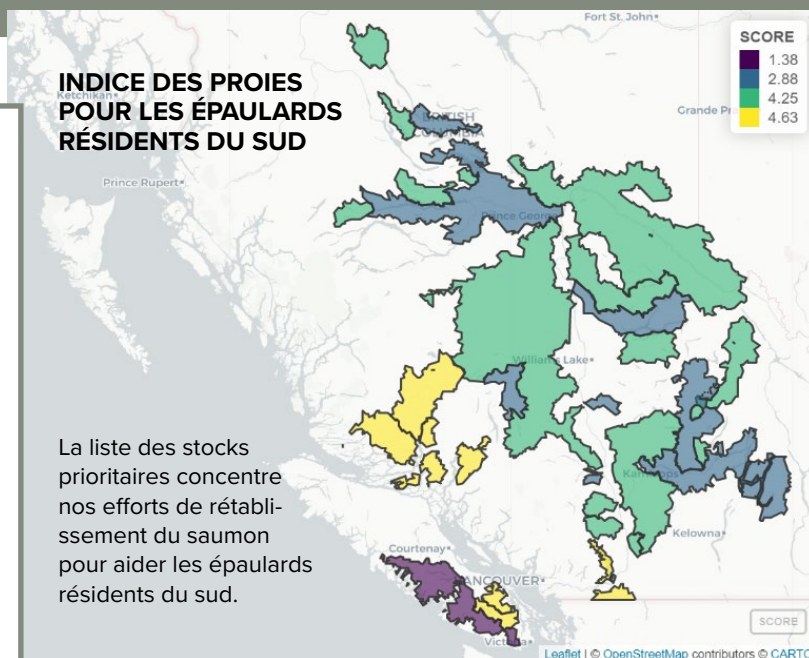 INDICE DES PROIES
POUR LES ÉPAULARDS
RÉSIDENTS DU SUD
La liste des stocks
prioritaires concentre
nos efforts de rétabli-
ssement du saumon
pour aider les épaulards
résidents du sud.
Fort St. John
SCORE
1.38
2.88
4.25
4.63
Ketchikan
BRITISH
COLUMBIA
Prince Rupert
Prince George
Williams Lake
Kamloops
Kelowna
Courtenay
VANCOUVER
Victoria
SCORE
Leaflet | © OpenStreetMap contributors © CARTO